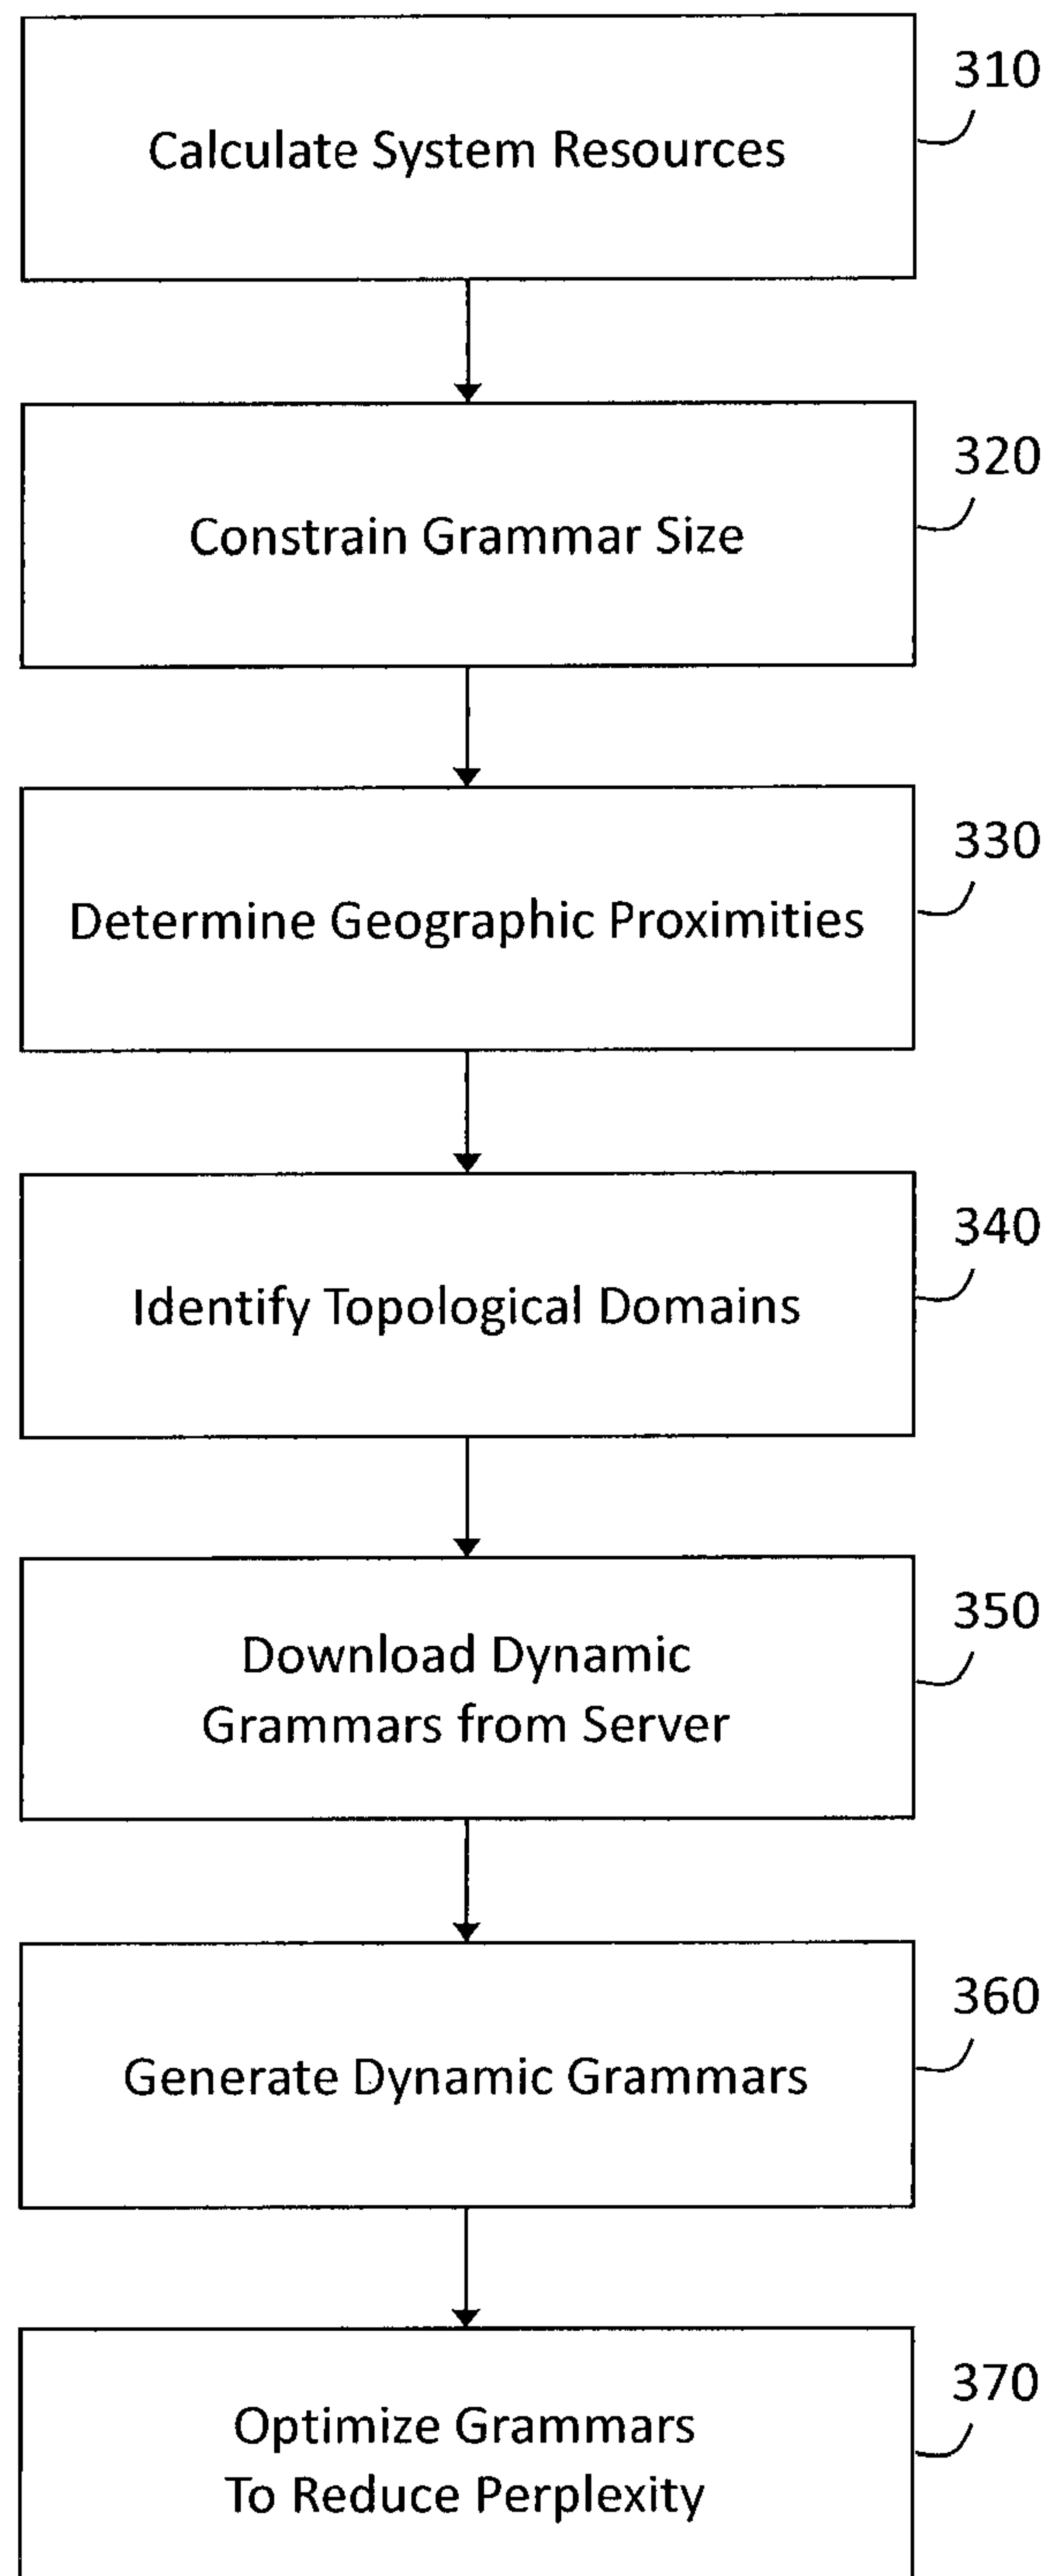 310
Calculate System Resources
320
Constrain Grammar Size
330
Determine Geographic Proximities
340
Identify Topological Domains
350
Download Dynamic
Grammars from Server
360
Generate Dynamic Grammars
370
Optimize Grammars
To Reduce Perplexity